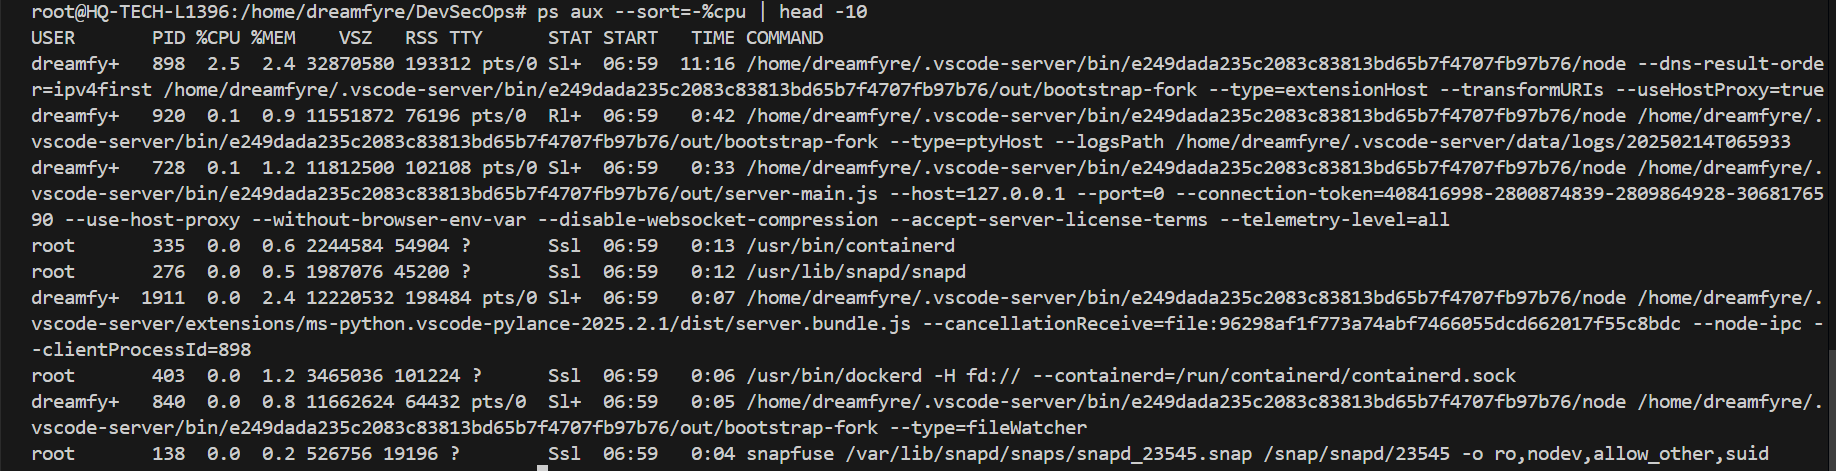 root@HQ-TECH-L1396:/home/dreamfyre/DevSecOps# ps aux --sort=-%cpu | head -10
USER       PID %CPU %MEM    VSZ   RSS TTY      STAT START   TIME COMMAND
dreamfy+   898  2.5  2.4 32870580 193312 pts/0 Sl+  06:59  11:16 /home/dreamfyre/.vscode-server/bin/e249dada235c2083c83813bd65b7f4707fb97b76/node --dns-result-orde
r=ipv4first /home/dreamfyre/.vscode-server/bin/e249dada235c2083c83813bd65b7f4707fb97b76/out/bootstrap-fork --type=extensionHost --transformURIs --useHostProxy=true
dreamfy+   920  0.1  0.9 11551872 76196 pts/0  Rl+  06:59   0:42 /home/dreamfyre/.vscode-server/bin/e249dada235c2083c83813bd65b7f4707fb97b76/node /home/dreamfyre/.
vscode-server/bin/e249dada235c2083c83813bd65b7f4707fb97b76/out/bootstrap-fork --type=ptyHost --logsPath /home/dreamfyre/.vscode-server/data/logs/20250214T065933
dreamfy+   728  0.1  1.2 11812500 102108 pts/0 Sl+  06:59   0:33 /home/dreamfyre/.vscode-server/bin/e249dada235c2083c83813bd65b7f4707fb97b76/node /home/dreamfyre/.
vscode-server/bin/e249dada235c2083c83813bd65b7f4707fb97b76/out/server-main.js --host=127.0.0.1 --port=0 --connection-token=408416998-2800874839-2809864928-30681765
90 --use-host-proxy --without-browser-env-var --disable-websocket-compression --accept-server-license-terms --telemetry-level=all
root       335  0.0  0.6 2244584 54904 ?       Ssl  06:59   0:13 /usr/bin/containerd
root       276  0.0  0.5 1987076 45200 ?       Ssl  06:59   0:12 /usr/lib/snapd/snapd
dreamfy+  1911  0.0  2.4 12220532 198484 pts/0 Sl+  06:59   0:07 /home/dreamfyre/.vscode-server/bin/e249dada235c2083c83813bd65b7f4707fb97b76/node /home/dreamfyre/.
vscode-server/extensions/ms-python.vscode-pylance-2025.2.1/dist/server.bundle.js --cancellationReceive=file:96298af1f773a74abf7466055dcd662017f55c8bdc --node-ipc -
-clientProcessId=898
root       403  0.0  1.2 3465036 101224 ?      Ssl  06:59   0:06 /usr/bin/dockerd -H fd:// --containerd=/run/containerd/containerd.sock
dreamfy+   840  0.0  0.8 11662624 64432 pts/0  Sl+  06:59   0:05 /home/dreamfyre/.vscode-server/bin/e249dada235c2083c83813bd65b7f4707fb97b76/node /home/dreamfyre/.
vscode-server/bin/e249dada235c2083c83813bd65b7f4707fb97b76/out/bootstrap-fork --type=fileWatcher
root       138  0.0  0.2 526756 19196 ?        Ssl  06:59   0:04 snapfuse /var/lib/snapd/snaps/snapd_23545.snap /snap/snapd/23545 -o ro,nodev,allow_other,suid